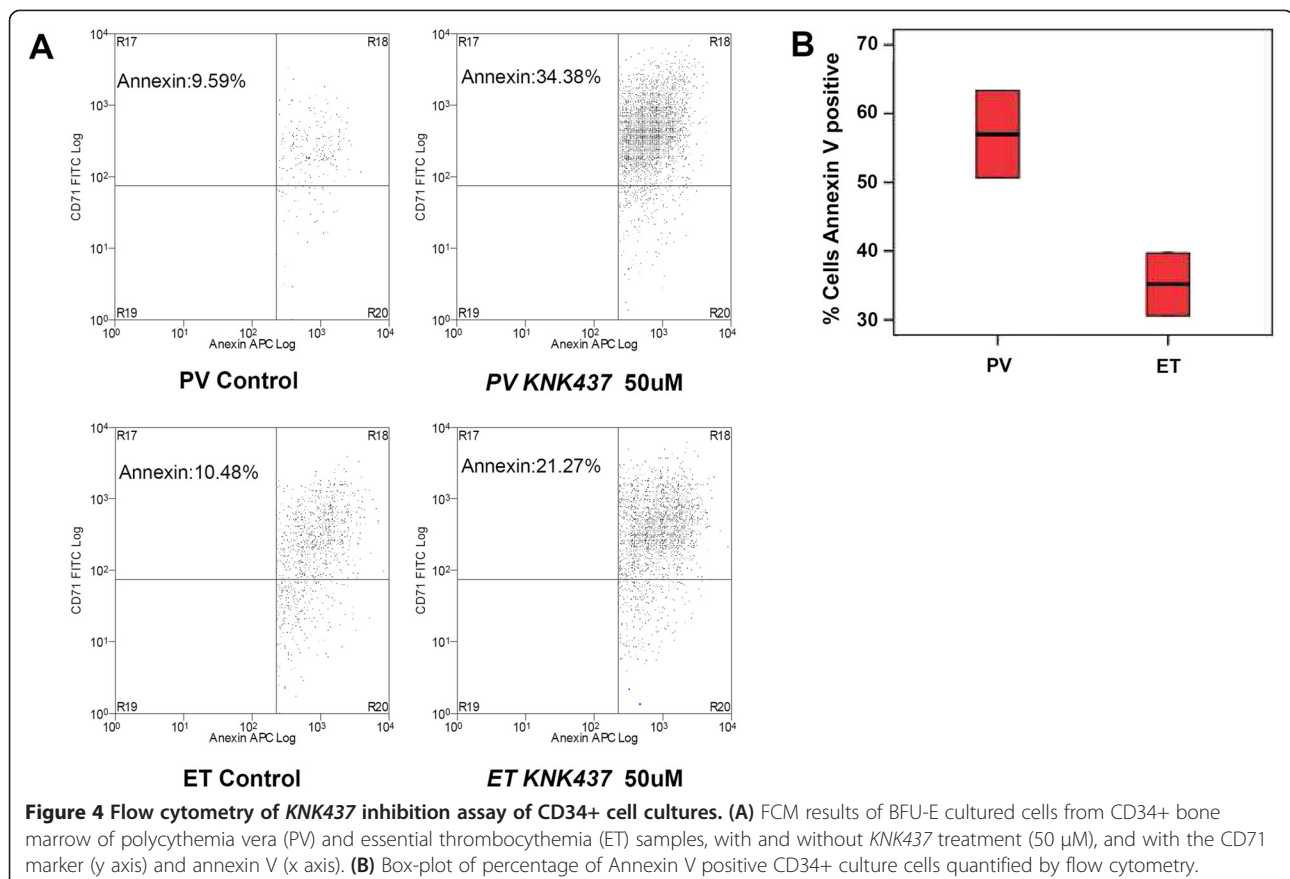 A
R17
R18
Annexin:9.59%
10⁴
10³
10²
10¹
10⁰
CD71 FITC Log
R19
R20
10⁰ 10¹ 10² 10³ 10⁴
Anexin APC Log
PV Control
R17
R18
Annexin:34.38%
10⁴
10³
10²
10¹
10⁰
CD71 FITC Log
R19
R20
10⁰ 10¹ 10² 10³ 10⁴
Anexin APC Log
PV KNK437 50uM
B
70
60
50
40
30
% Cells Annexin V positive
PV
ET
R17
R18
Annexin:10.48%
10⁴
10³
10²
10¹
10⁰
CD71 FITC Log
R19
R20
10⁰ 10¹ 10² 10³ 10⁴
Anexin APC Log
ET Control
R17
R18
Annexin:21.27%
10⁴
10³
10²
10¹
10⁰
CD71 FITC Log
R19
R20
10⁰ 10¹ 10² 10³ 10⁴
Anexin APC Log
ET KNK437 50uM
Figure 4 Flow cytometry of KNK437 inhibition assay of CD34+ cell cultures. (A) FCM results of BFU-E cultured cells from CD34+ bone
marrow of polycythemia vera (PV) and essential thrombocythemia (ET) samples, with and without KNK437 treatment (50 μM), and with the CD71
marker (y axis) and annexin V (x axis). (B) Box-plot of percentage of Annexin V positive CD34+ culture cells quantified by flow cytometry.